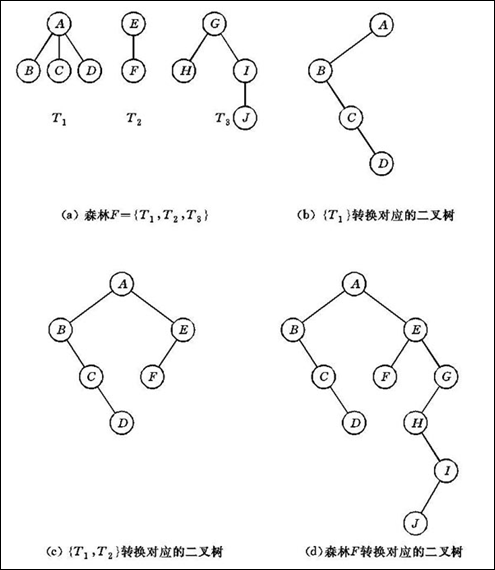 A E G
B C D F H I
T1 T2 T3 J
(a) 森林F={T1,T2,T3}
A
B
C
D
(b) {T1}转换对应的二叉树
A
B E
C F
D
(c) {T1,T2}转换对应的二叉树
A
B E
C F G
D H
I
J
(d) 森林F转换对应的二叉树